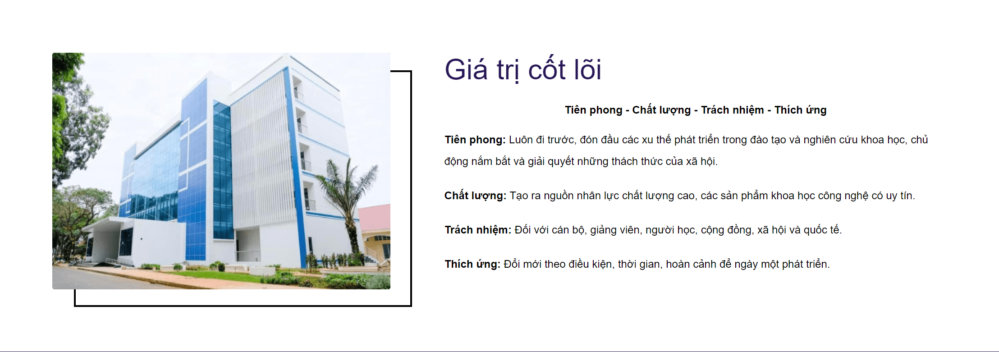 Giá trị cốt lõi
Tiên phong - Chất lượng - Trách nhiệm - Thích ứng
Tiên phong: Luôn đi trước, đón đầu các xu thế phát triển trong đào tạo và nghiên cứu khoa học, chủ
động nắm bắt và giải quyết những thách thức của xã hội.
Chất lượng: Tạo ra nguồn nhân lực chất lượng cao, các sản phẩm khoa học công nghệ có uy tín.
Trách nhiệm: Đối với cán bộ, giảng viên, người học, cộng đồng, xã hội và quốc tế.
Thích ứng: Đổi mới theo điều kiện, thời gian, hoàn cảnh để ngày một phát triển.